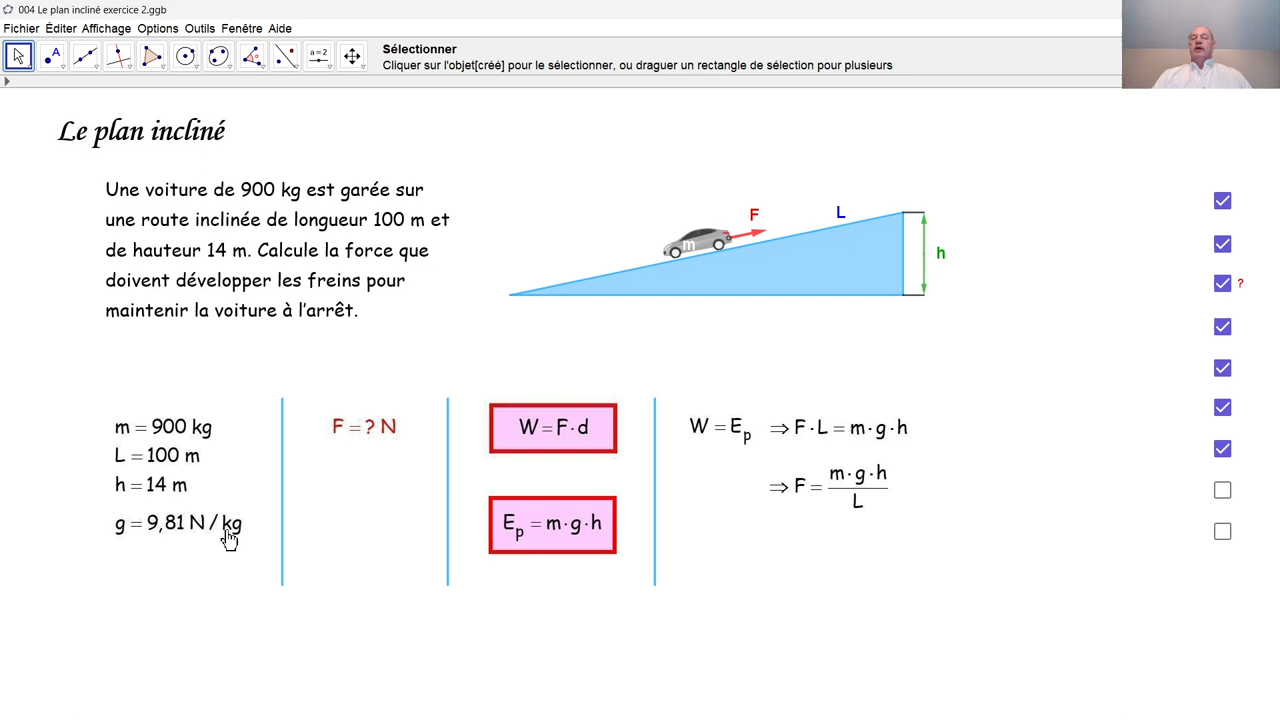 004 Le plan incliné exercice 2.ggb
Fichier Éditer Affichage Options Outils Fenêtre Aide
A
a=2
Sélectionner
Cliquer sur l'objet[créé] pour le sélectionner, ou draguer un rectangle de sélection pour plusieurs
Le plan incliné
Une voiture de 900 kg est garée sur
une route inclinée de longueur 100 m et
de hauteur 14 m. Calcule la force que
doivent développer les freins pour
maintenir la voiture à l'arrêt.
F
L
m
h
?
m = 900 kg
L = 100 m
h = 14 m
g = 9,81 N / kg
F = ? N
W = F · d
E_p = m · g · h
W = E_p ⇒ F · L = m · g · h
⇒ F = (m · g · h) / L